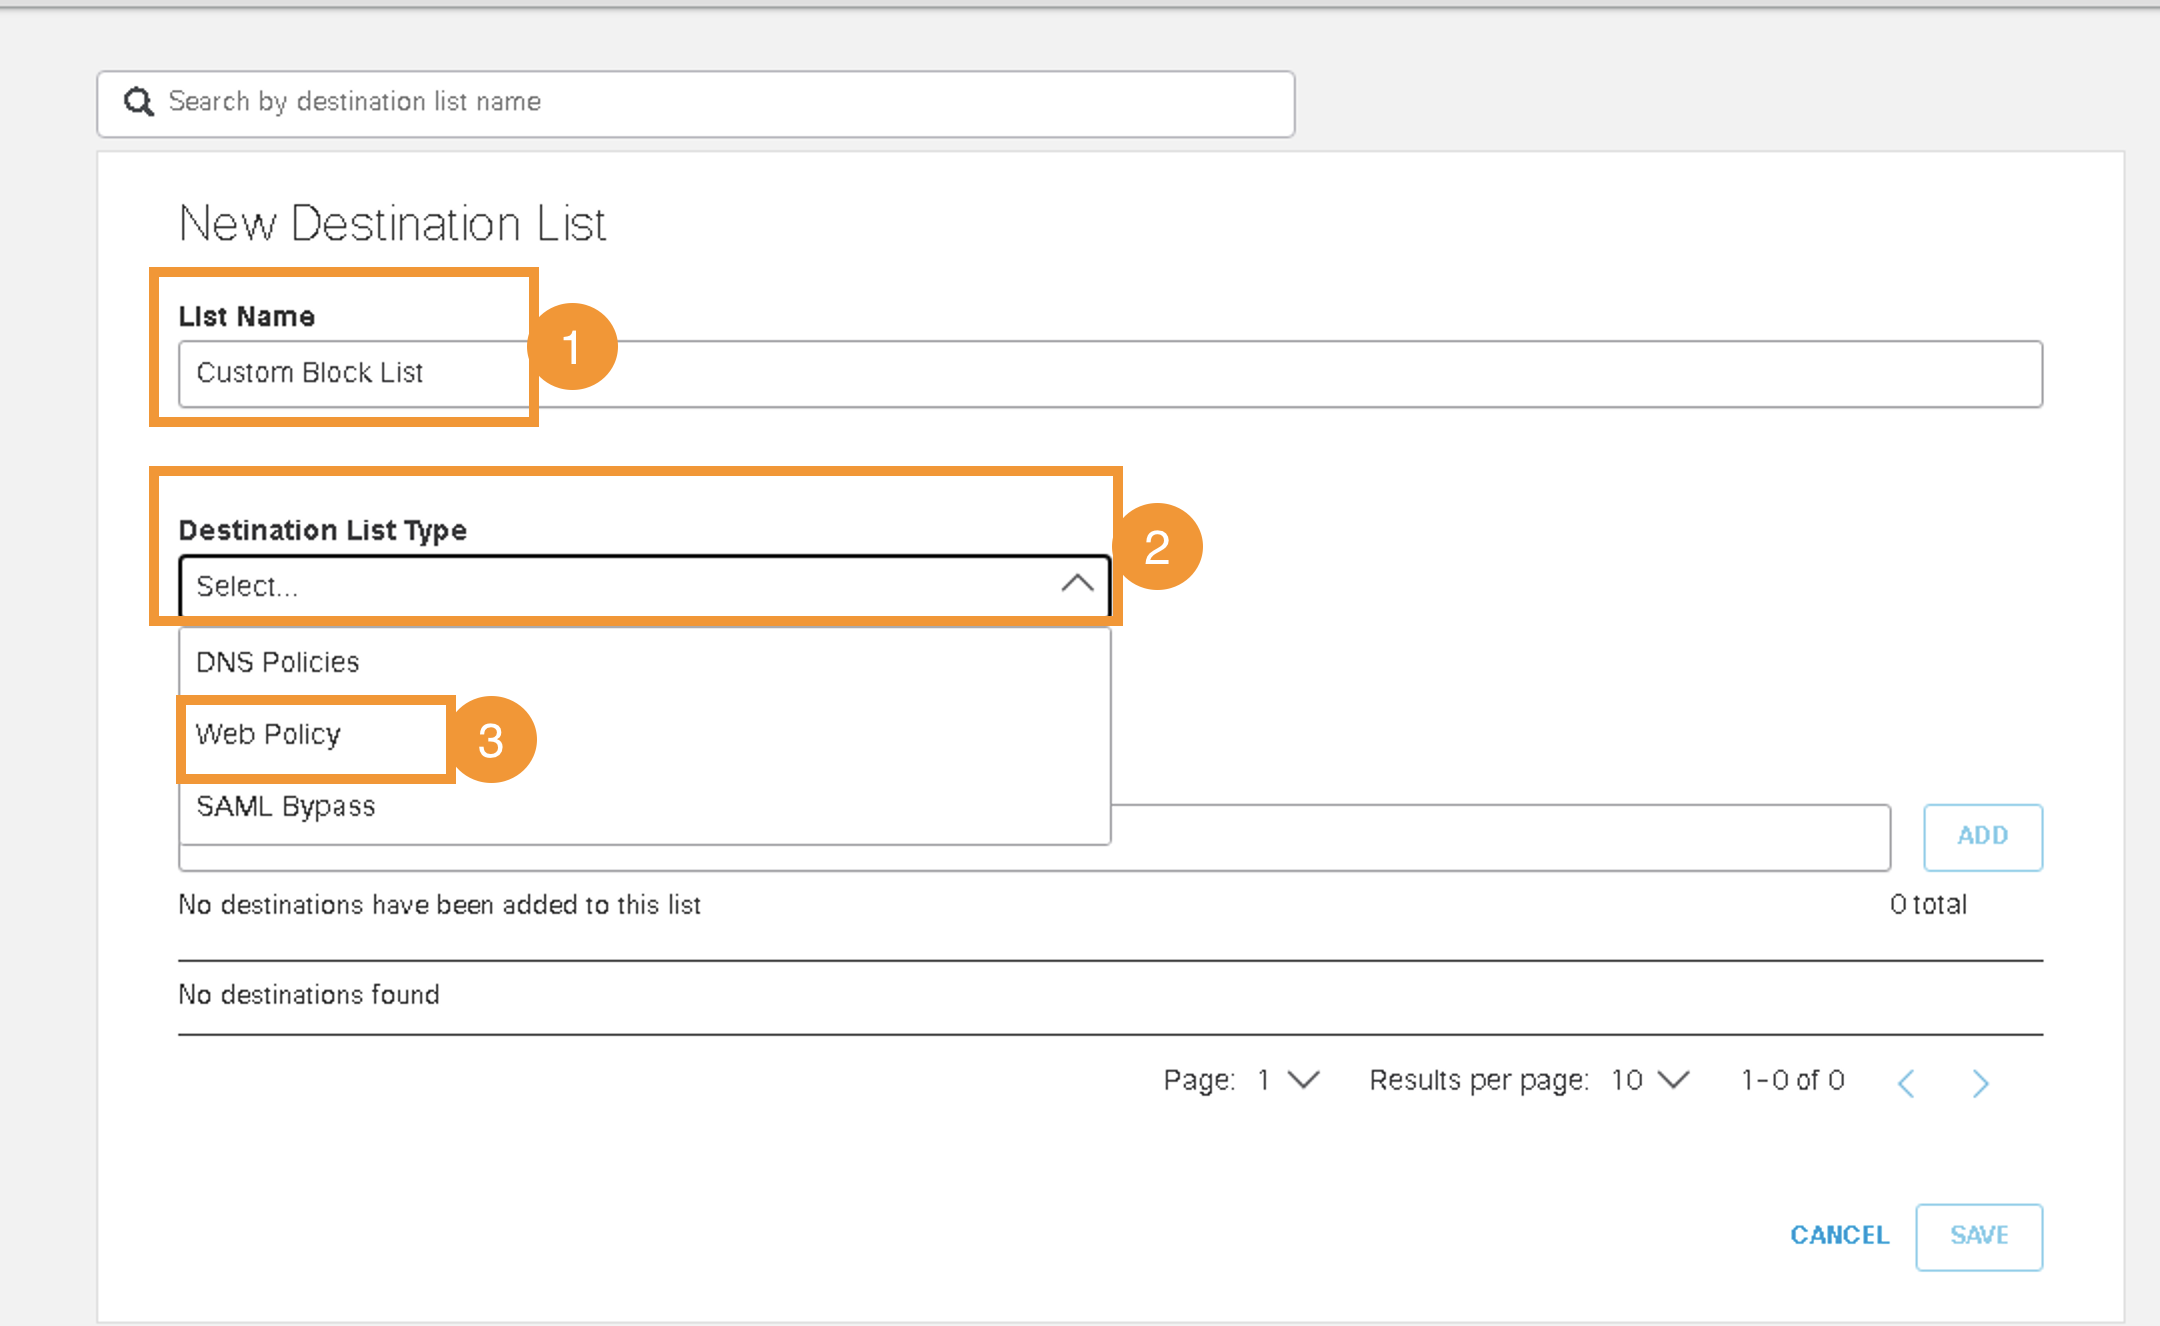 Search by destination list name
New Destination List
List Name
1
Custom Block List
Destination List Type
2
Select...
DNS Policies
Web Policy
3
SAML Bypass
ADD
No destinations have been added to this list
0 total
No destinations found
Page: 1 Results per page: 10 1-0 of 0
CANCEL SAVE